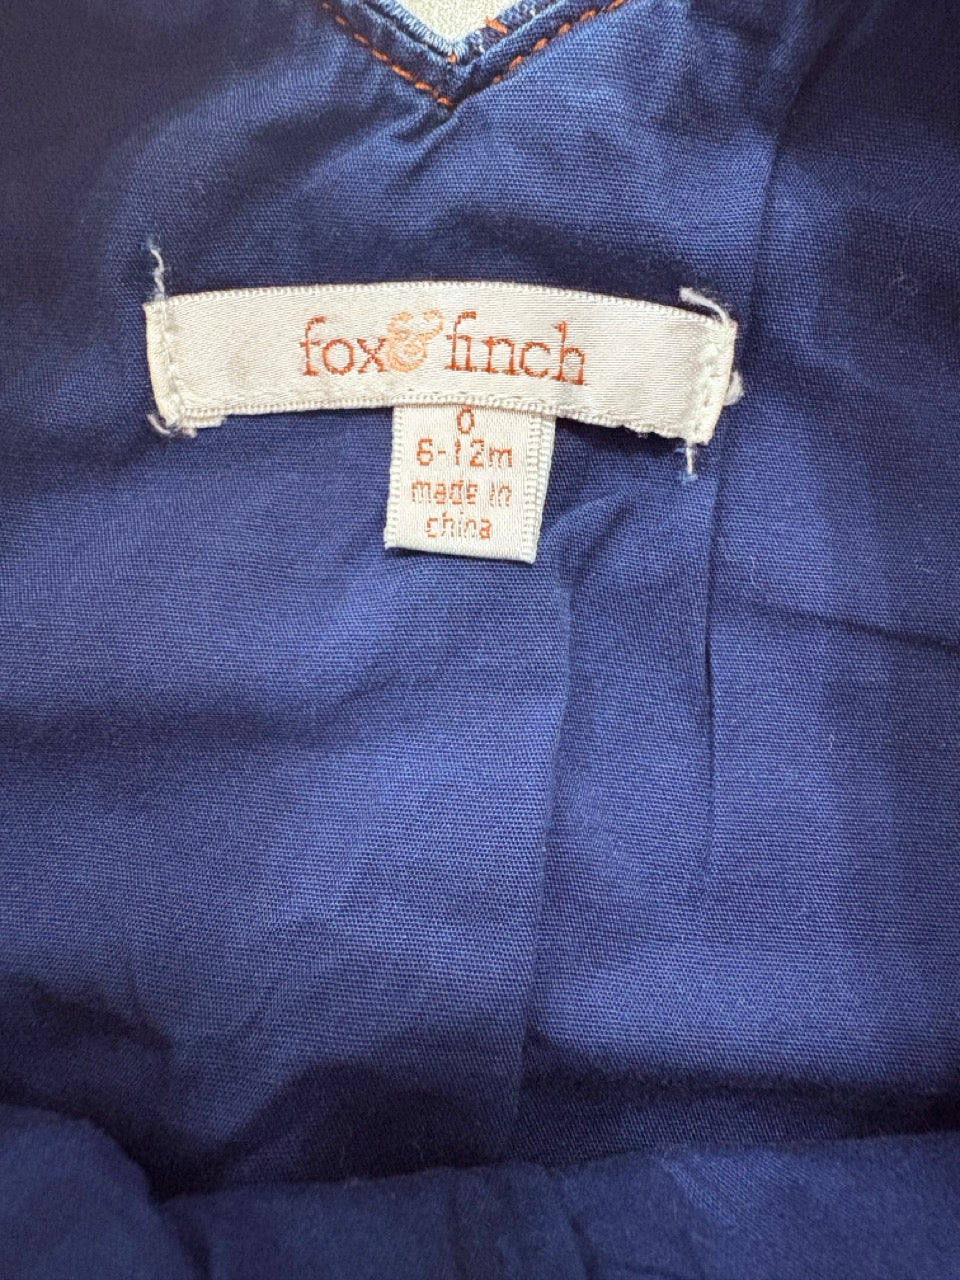 fox & finch
0
6-12m
made in
china